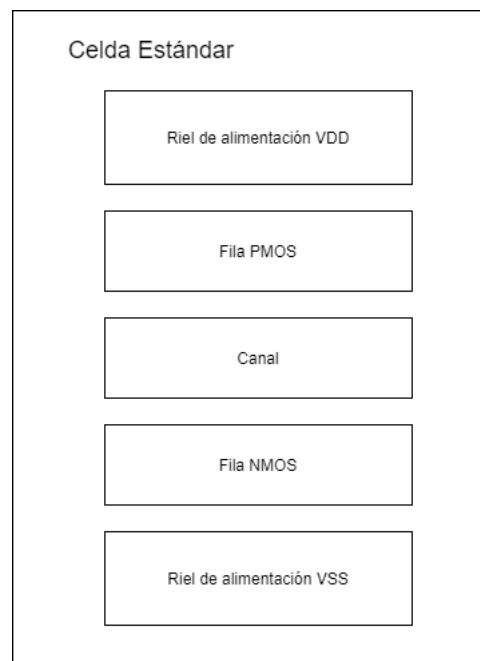 Celda Estándar
Riel de alimentación VDD
Fila PMOS
Canal
Fila NMOS
Riel de alimentación VSS